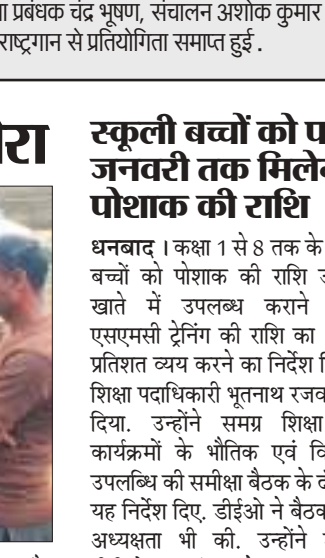 प्रबंधक चंद्र भूषण, संचालन अशोक कुमार
राष्ट्रगान से प्रतियोगिता समाप्त हुई .
स्कूली बच्चों को
जनवरी तक
पोशाक की राशि
धनबाद । कक्षा 1 से 8 तक के
बच्चों को पोशाक की राशि
खाते में उपलब्ध कराने
एसएमसी ट्रेनिंग की राशि का
प्रतिशत व्यय करने का निर्देश
शिक्षा पदाधिकारी भूतनाथ
दिया. उन्होंने समग्र शिक्षा
कार्यक्रमों के भौतिक एवं
उपलब्धि की समीक्षा बैठक के
यह निर्देश दिए. डीईओ ने बैठक
अध्यक्षता भी की. उन्होंने